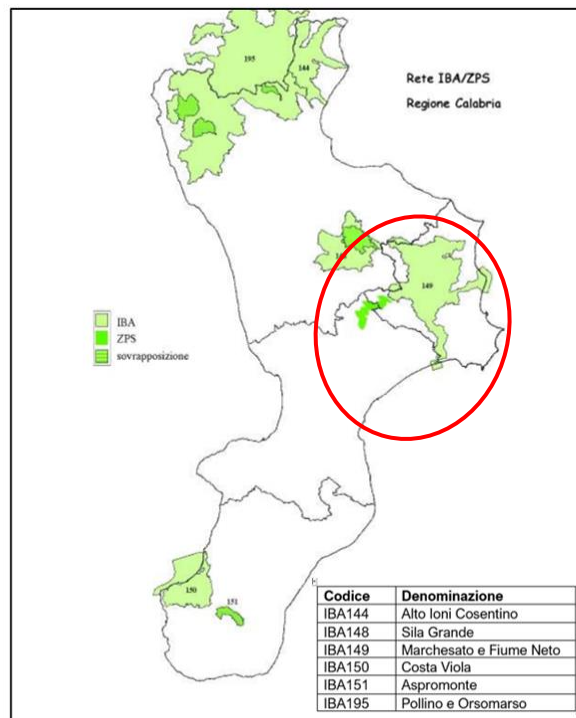 195
144
Rete IBA/ZPS
Regione Calabria
149
IBA
ZPS
sovrapposizione
150
151
Codice Denominazione
IBA144 Alto Ioni Cosentino
IBA148 Sila Grande
IBA149 Marchesato e Fiume Neto
IBA150 Costa Viola
IBA151 Aspromonte
IBA195 Pollino e Orsomarso